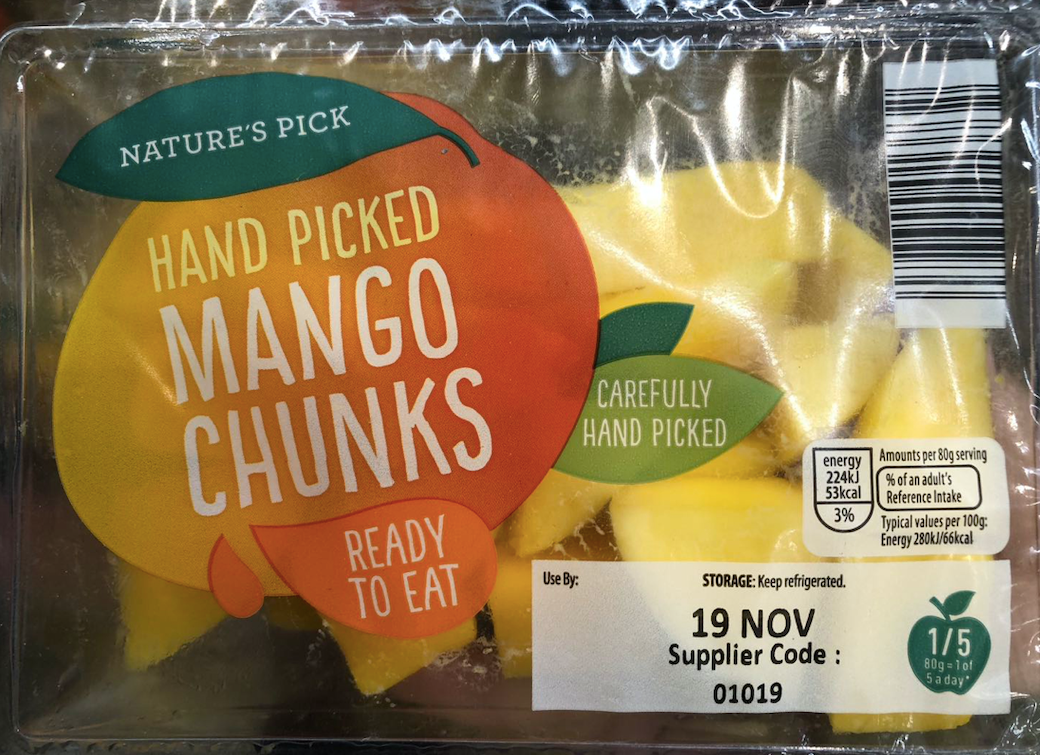 NATURE'S PICK
HAND PICKED
MANGO
CHUNKS
CAREFULLY
HAND PICKED
READY
TO EAT
energy
224kJ
53kcal
3%
Amounts per 80g serving
% of an adult's
Reference Intake
Typical values per 100g:
Energy 280kJ/66kcal
Use By:
STORAGE: Keep refrigerated.
19 NOV
Supplier Code :
01019
1/5
80g=1of
5 a day*